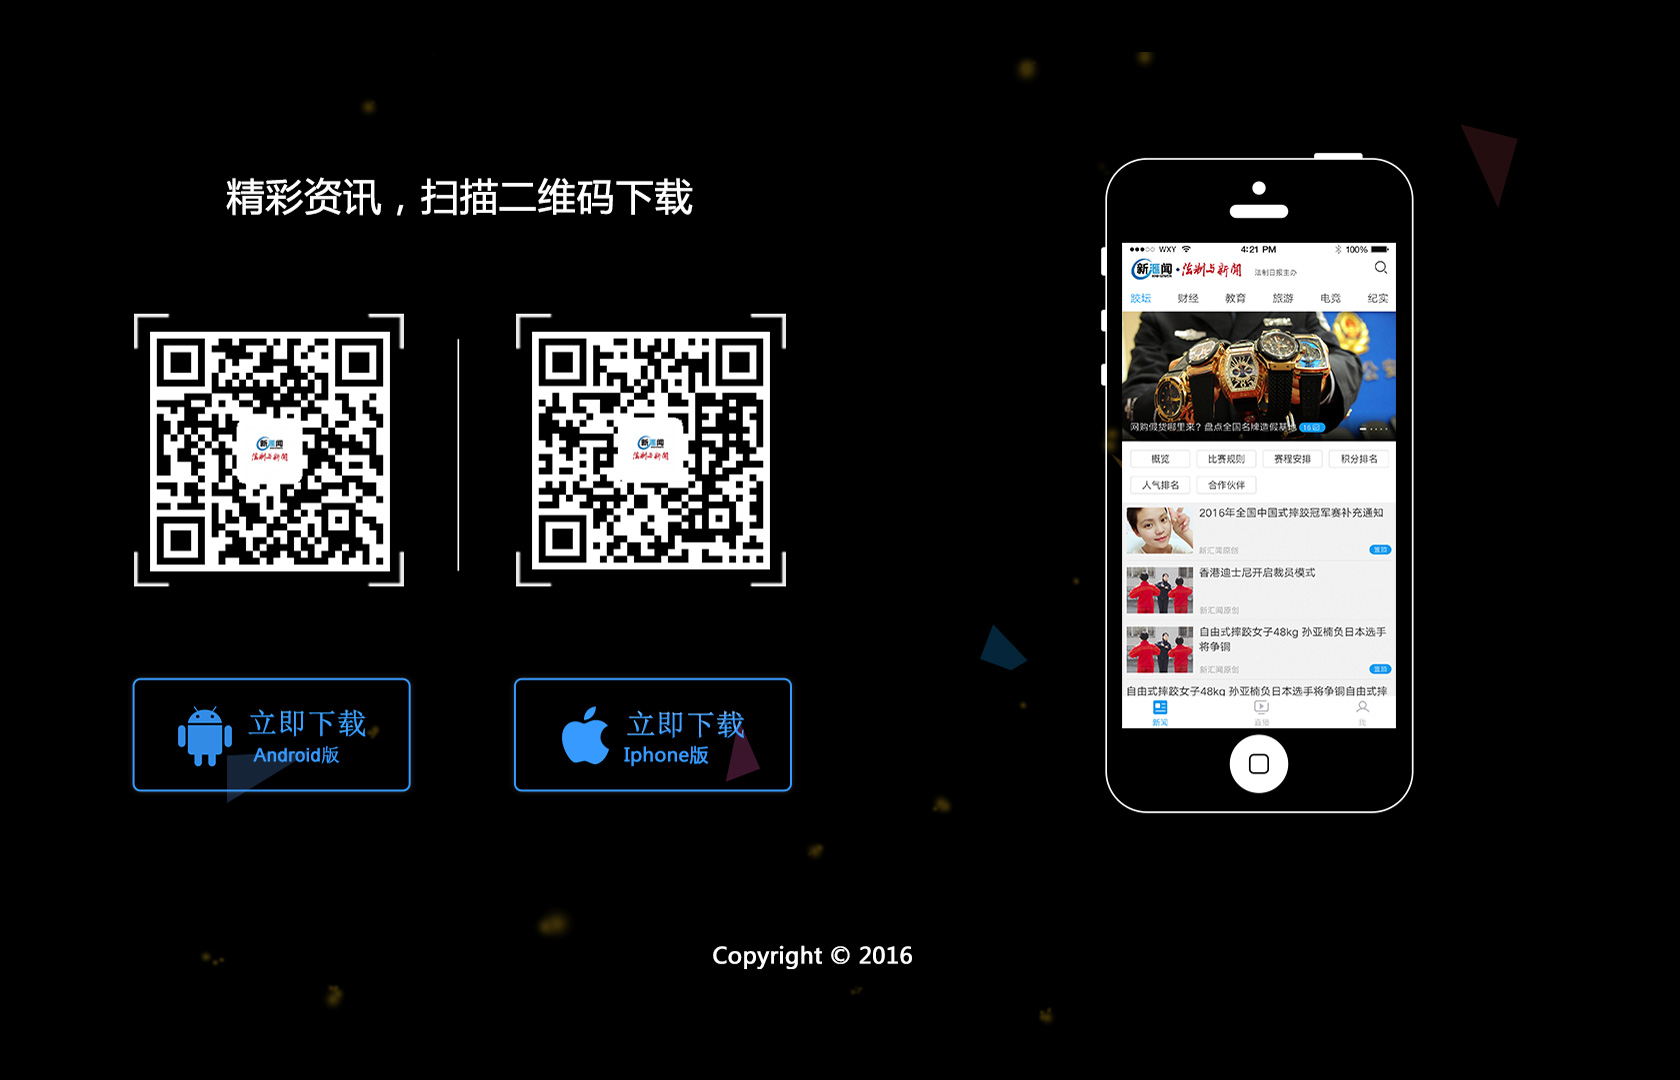 精彩资讯，扫描二维码下载
新汇闻
法制与新闻
新汇闻
法制与新闻
立即下载
Android版
立即下载
Iphone版
WXY 4:21 PM 100%
新汇闻·法制与新闻 法制日报主办
跤坛 财经 教育 旅游 电竞 纪实
网购假货哪里来？盘点全国名牌造假基地
概览 比赛规则 赛程安排 积分排名
人气排名 合作伙伴
2016年全国中国式摔跤冠军赛补充通知
新汇闻原创 置顶
香港迪士尼开启裁员模式
新汇闻原创
自由式摔跤女子48kg 孙亚楠负日本选手
将争铜
新汇闻原创 置顶
自由式摔跤女子48kg 孙亚楠负日本选手将争铜自由式摔
新闻 直播 我
Copyright © 2016